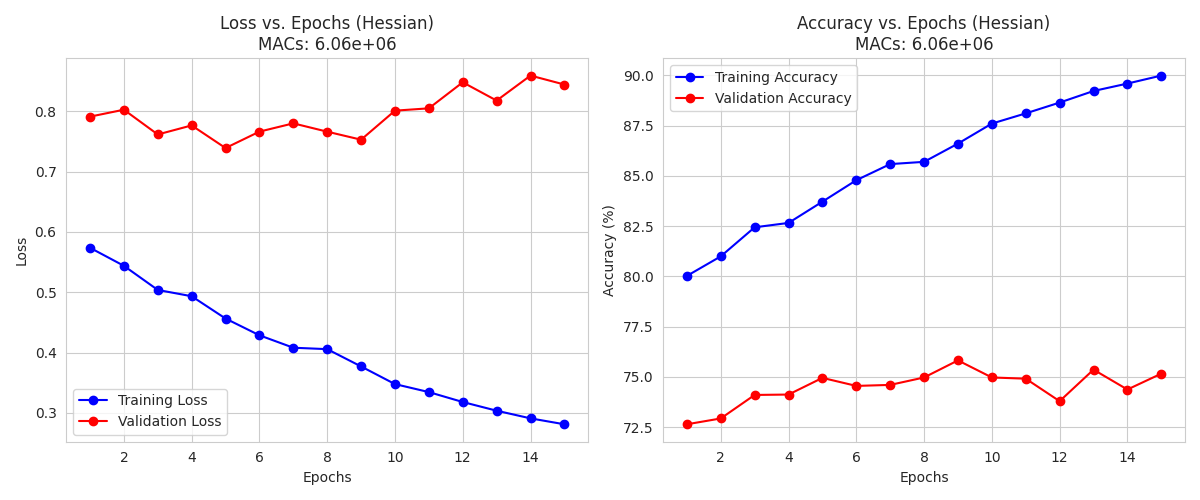 Loss vs. Epochs (Hessian)
MACs: 6.06e+06
0.8
0.7
0.6
0.5
0.4
0.3
Loss
Training Loss
Validation Loss
2 4 6 8 10 12 14
Epochs
Accuracy vs. Epochs (Hessian)
MACs: 6.06e+06
90.0
87.5
85.0
82.5
80.0
77.5
75.0
72.5
Accuracy (%)
Training Accuracy
Validation Accuracy
2 4 6 8 10 12 14
Epochs